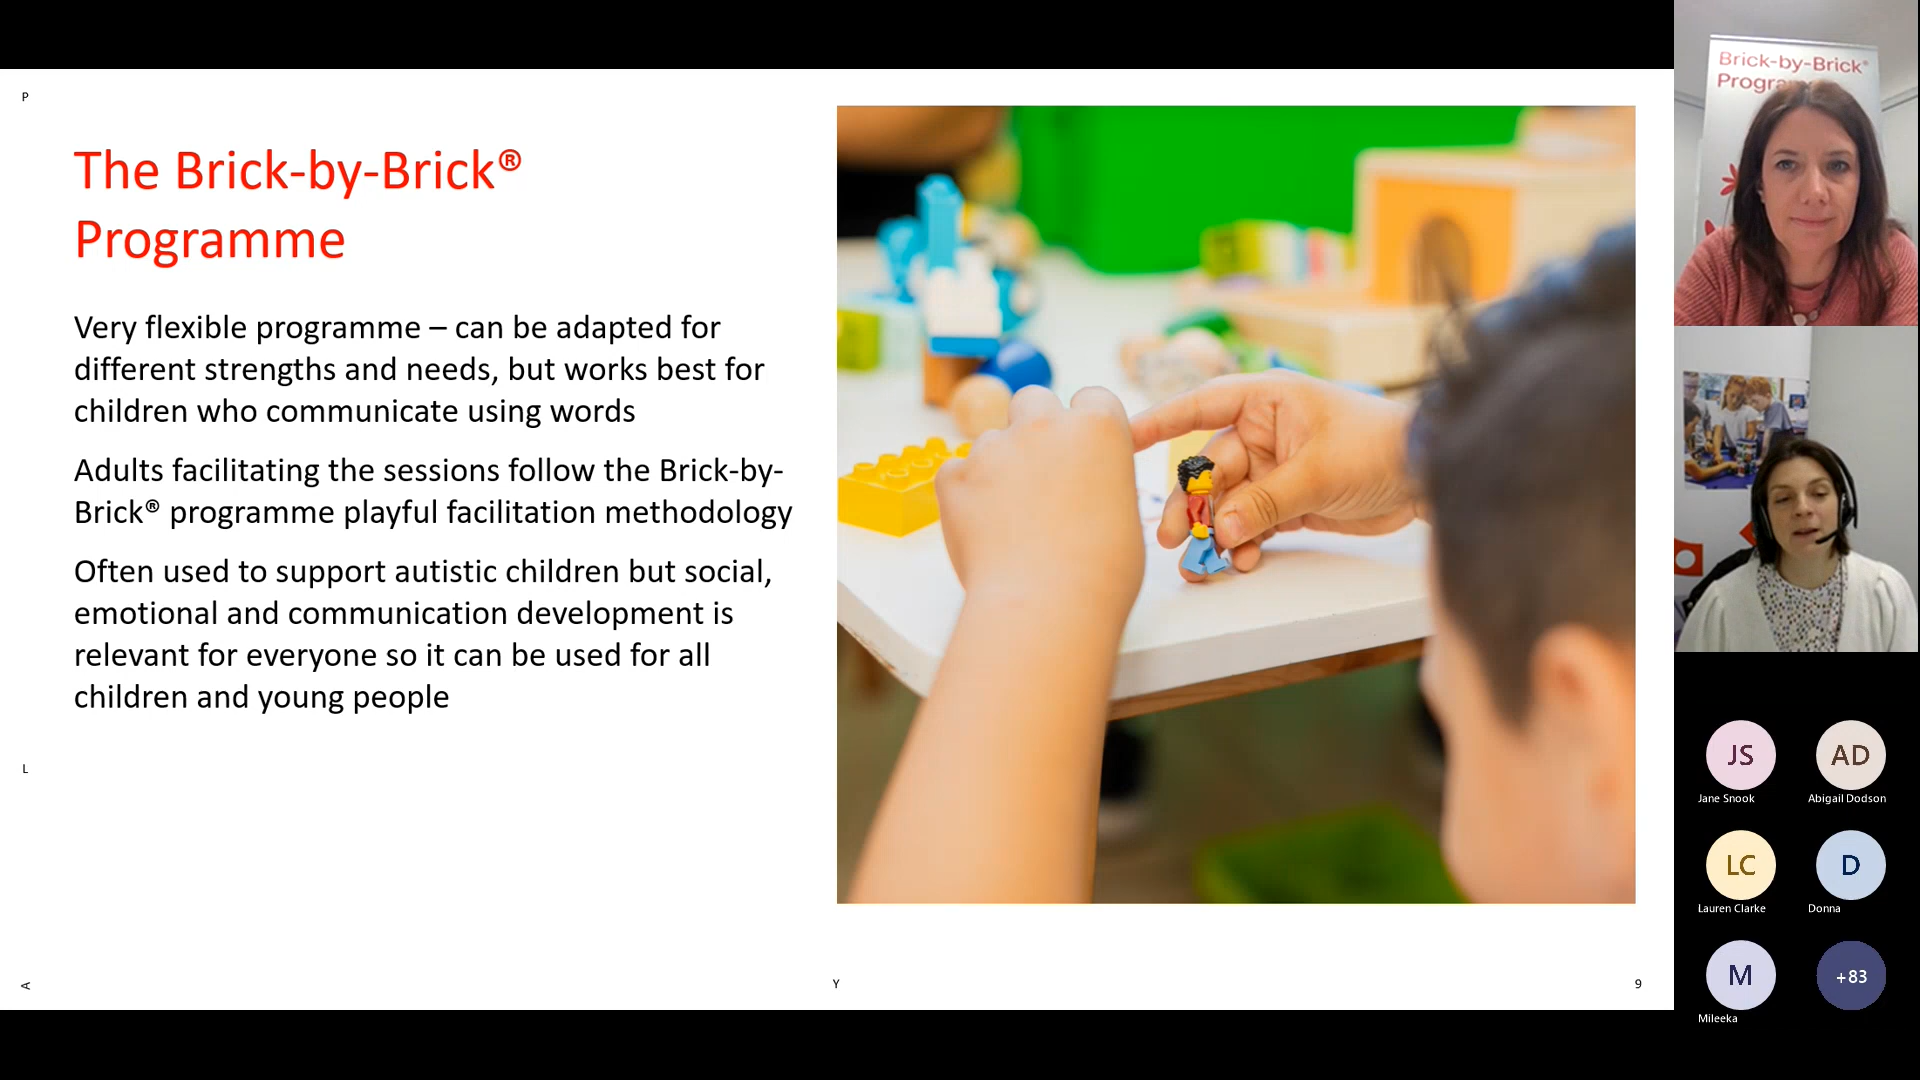 P
The Brick-by-Brick®
Programme
Very flexible programme – can be adapted for
different strengths and needs, but works best for
children who communicate using words
Adults facilitating the sessions follow the Brick-by-
Brick® programme playful facilitation methodology
Often used to support autistic children but social,
emotional and communication development is
relevant for everyone so it can be used for all
children and young people
L
A
Y
9
Brick-by-Brick®
JS
Jane Snook
AD
Abigail Dodson
LC
Lauren Clarke
D
Donna
M
Mileeka
+83